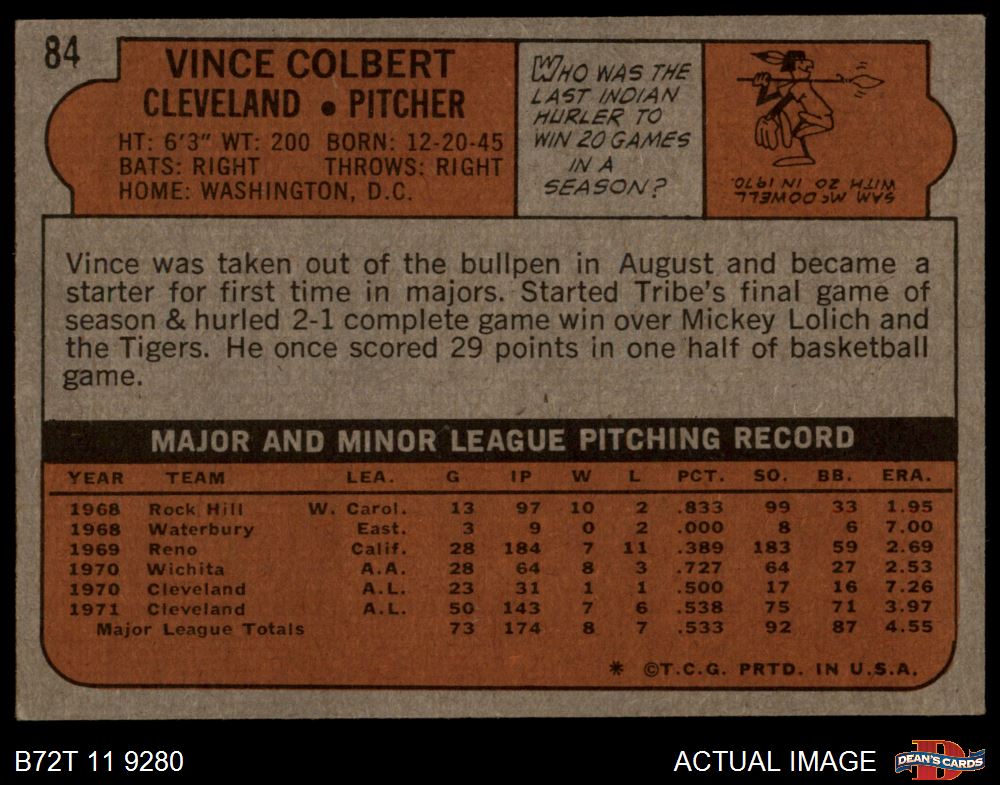 84
VINCE COLBERT
CLEVELAND • PITCHER
HT: 6'3" WT: 200 BORN: 12-20-45
BATS: RIGHT THROWS: RIGHT
HOME: WASHINGTON, D.C.
WHO WAS THE
LAST INDIAN
HURLER TO
WIN 20 GAMES
IN A
SEASON?
SAM McDOWELL
WITH 20 IN 1970.
Vince was taken out of the bullpen in August and became a
starter for first time in majors. Started Tribe's final game of
season & hurled 2-1 complete game win over Mickey Lolich and
the Tigers. He once scored 29 points in one half of basketball
game.
MAJOR AND MINOR LEAGUE PITCHING RECORD
YEAR TEAM LEA. G IP W L PCT. SO. BB. ERA.
1968 Rock Hill W. Carol. 13 97 10 2 .833 99 33 1.95
1968 Waterbury East. 3 9 0 2 .000 8 6 7.00
1969 Reno Calif. 28 184 7 11 .389 183 59 2.69
1970 Wichita A.A. 28 64 8 3 .727 64 27 2.53
1970 Cleveland A.L. 23 31 1 1 .500 17 16 7.26
1971 Cleveland A.L. 50 143 7 6 .538 75 71 3.97
Major League Totals 73 174 8 7 .533 92 87 4.55
* ©T.C.G. PRTD. IN U.S.A.
B72T 11 9280
ACTUAL IMAGE
D
DEAN'S CARDS